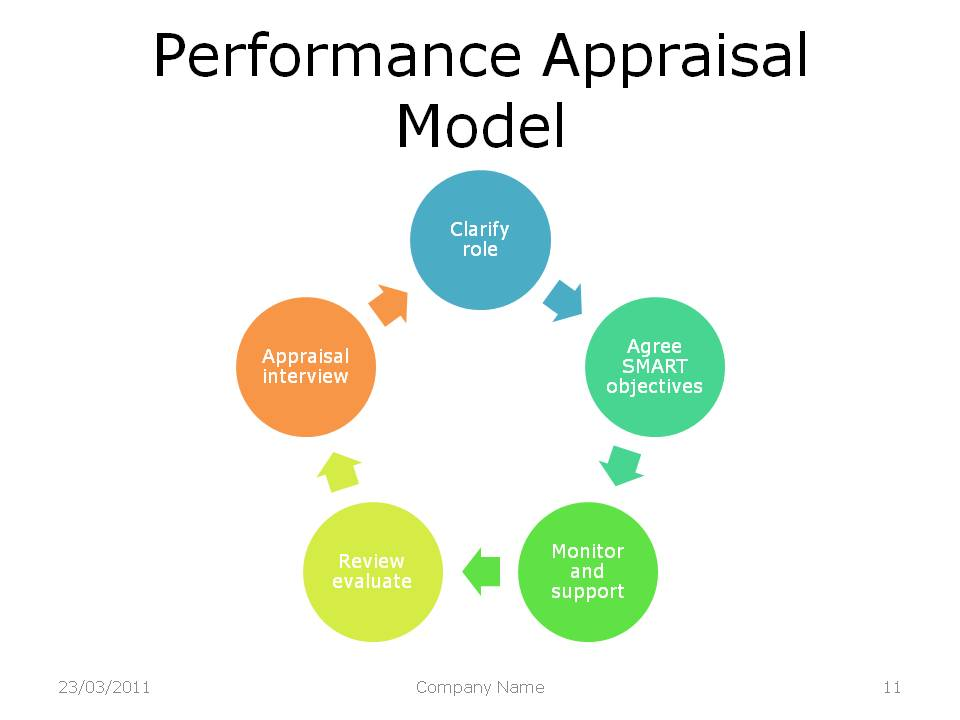 Performance Appraisal
Model
Clarify
role
Agree
SMART
objectives
Monitor
and
support
Review
evaluate
Appraisal
interview
23/03/2011
Company Name
11